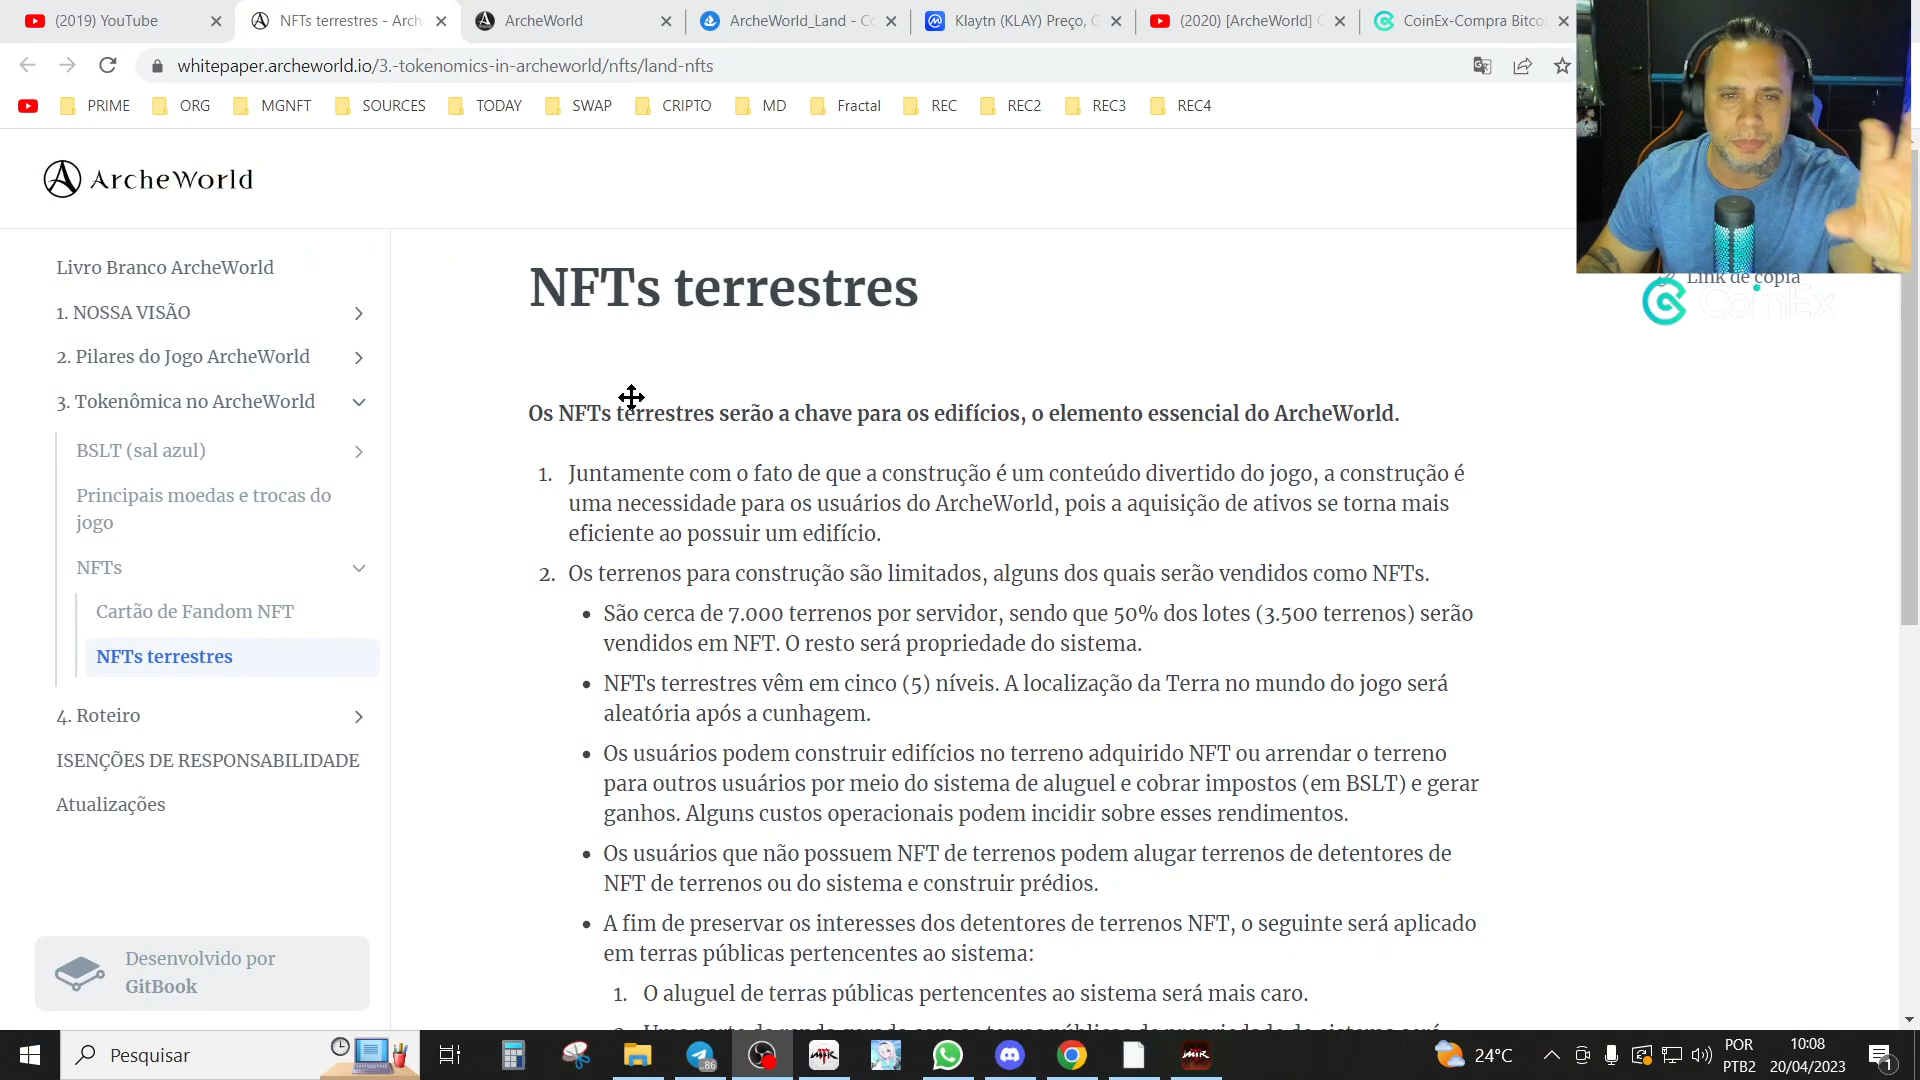 (2019) YouTube
NFTs terrestres - Arch
ArcheWorld
ArcheWorld_Land - Co
Klaytn (KLAY) Preço, G
(2020) [ArcheWorld] G
CoinEx-Compra Bitcoi
whitepaper.archeworld.io/3.-tokenomics-in-archeworld/nfts/land-nfts
PRIME
ORG
MGNFT
SOURCES
TODAY
SWAP
CRIPTO
MD
Fractal
REC
REC2
REC3
REC4
ArcheWorld
Livro Branco ArcheWorld
1. NOSSA VISÃO
2. Pilares do Jogo ArcheWorld
3. Tokenômica no ArcheWorld
BSLT (sal azul)
Principais moedas e trocas do
jogo
NFTs
Cartão de Fandom NFT
NFTs terrestres
4. Roteiro
ISENÇÕES DE RESPONSABILIDADE
Atualizações
Desenvolvido por
GitBook
NFTs terrestres
Os NFTs terrestres serão a chave para os edifícios, o elemento essencial do ArcheWorld.
1. Juntamente com o fato de que a construção é um conteúdo divertido do jogo, a construção é
uma necessidade para os usuários do ArcheWorld, pois a aquisição de ativos se torna mais
eficiente ao possuir um edifício.
2. Os terrenos para construção são limitados, alguns dos quais serão vendidos como NFTs.
• São cerca de 7.000 terrenos por servidor, sendo que 50% dos lotes (3.500 terrenos) serão
vendidos em NFT. O resto será propriedade do sistema.
• NFTs terrestres vêm em cinco (5) níveis. A localização da Terra no mundo do jogo será
aleatória após a cunhagem.
• Os usuários podem construir edifícios no terreno adquirido NFT ou arrendar o terreno
para outros usuários por meio do sistema de aluguel e cobrar impostos (em BSLT) e gerar
ganhos. Alguns custos operacionais podem incidir sobre esses rendimentos.
• Os usuários que não possuem NFT de terrenos podem alugar terrenos de detentores de
NFT de terrenos ou do sistema e construir prédios.
• A fim de preservar os interesses dos detentores de terrenos NFT, o seguinte será aplicado
em terras públicas pertencentes ao sistema:
1. O aluguel de terras públicas pertencentes ao sistema será mais caro.
Link de cópia
CoinEx
Pesquisar
86
MIR
MIR
24°C
POR
PTB2
10:08
20/04/2023
1